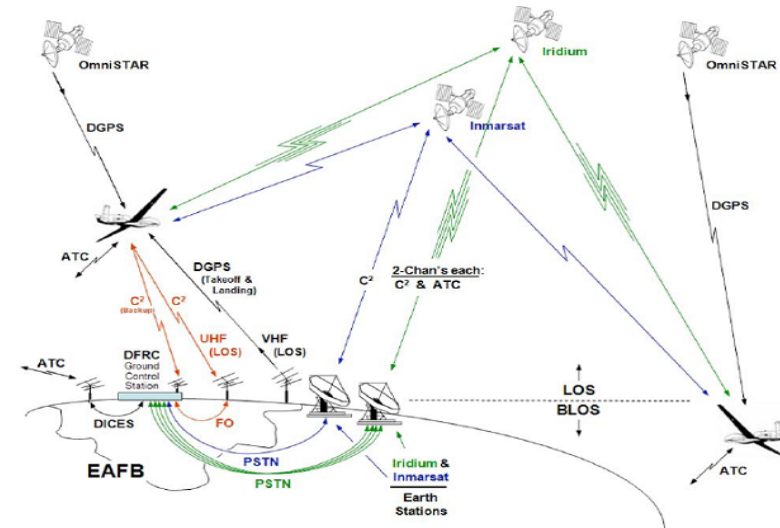 Iridium
OmniSTAR
OmniSTAR
Inmarsat
DGPS
DGPS
ATC
DGPS
(Takeoff &
Landing)
C²
2-Chan's each:
C² & ATC
C²
(Backup)
C²
UHF
(LOS)
VHF
(LOS)
ATC
DFRC
Ground
Control
Station
LOS
BLOS
DICES
FO
PSTN
EAFB
PSTN
Iridium &
Inmarsat
Earth
Stations
ATC